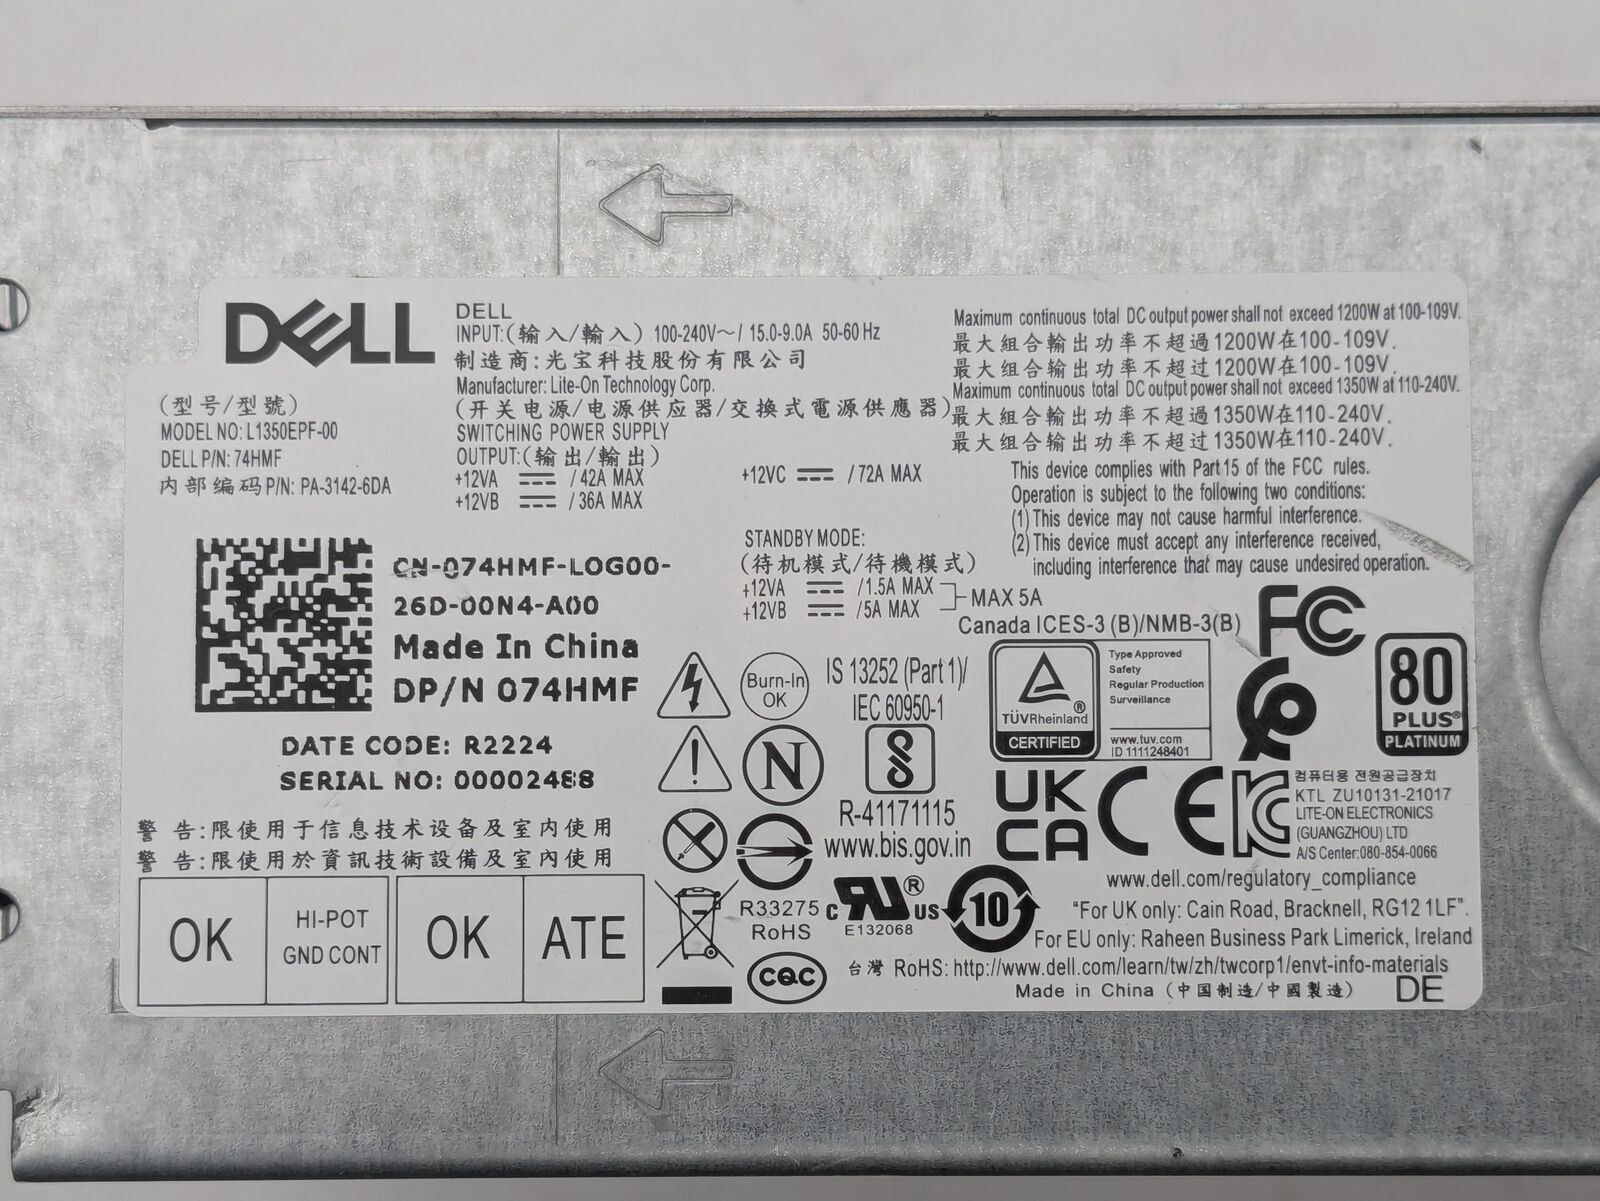 DELL
DELL
INPUT:(输入/輸入) 100-240V～/ 15.0-9.0A 50-60 Hz
制造商:光宝科技股份有限公司
Manufacturer: Lite-On Technology Corp.
(开关电源/电源供应器/交換式電源供應器)
SWITCHING POWER SUPPLY
OUTPUT:(输出/輸出)
+12VA ⎓ /42A MAX
+12VB ⎓ /36A MAX
+12VC ⎓ /72A MAX
(型号/型號)
MODEL NO: L1350EPF-00
DELL P/N: 74HMF
内部编码P/N: PA-3142-6DA
STANDBY MODE:
(待机模式/待機模式)
+12VA ⎓ /1.5A MAX
+12VB ⎓ /5A MAX
MAX 5A
Maximum continuous total DC output power shall not exceed 1200W at 100-109V.
最大組合輸出功率不超過1200W在100-109V.
最大组合输出功率不超过1200W在100-109V.
Maximum continuous total DC output power shall not exceed 1350W at 110-240V.
最大組合輸出功率不超過1350W在110-240V.
最大组合输出功率不超过1350W在110-240V.
This device complies with Part 15 of the FCC rules.
Operation is subject to the following two conditions:
(1) This device may not cause harmful interference.
(2) This device must accept any interference received,
including interference that may cause undesired operation.
Canada ICES-3 (B)/NMB-3(B)
FC
CN-074HMF-LOG00-
26D-00N4-A00
Made In China
DP/N 074HMF
DATE CODE: R2224
SERIAL NO: 00002488
警告:限使用于信息技术设备及室内使用
警告:限使用於資訊技術設備及室內使用
OK
HI-POT
GND CONT
OK
ATE
Burn-In
OK
N
IS 13252 (Part 1)/
IEC 60950-1
R-41171115
www.bis.gov.in
TÜVRheinland®
CERTIFIED
Type Approved
Safety
Regular Production
Surveillance
www.tuv.com
ID 1111248401
80
PLUS®
PLATINUM
UK
CA
CE
컴퓨터용 전원공급장치
KTL ZU10131-21017
LITE-ON ELECTRONICS
(GUANGZHOU) LTD
A/S Center:080-854-0066
R33275
RoHS
c RU® US
E132068
10
CQC
www.dell.com/regulatory_compliance
“For UK only: Cain Road, Bracknell, RG12 1LF”.
For EU only: Raheen Business Park Limerick, Ireland
台灣 RoHS: http://www.dell.com/learn/tw/zh/twcorp1/envt-info-materials
Made in China (中国制造/中國製造)
DE